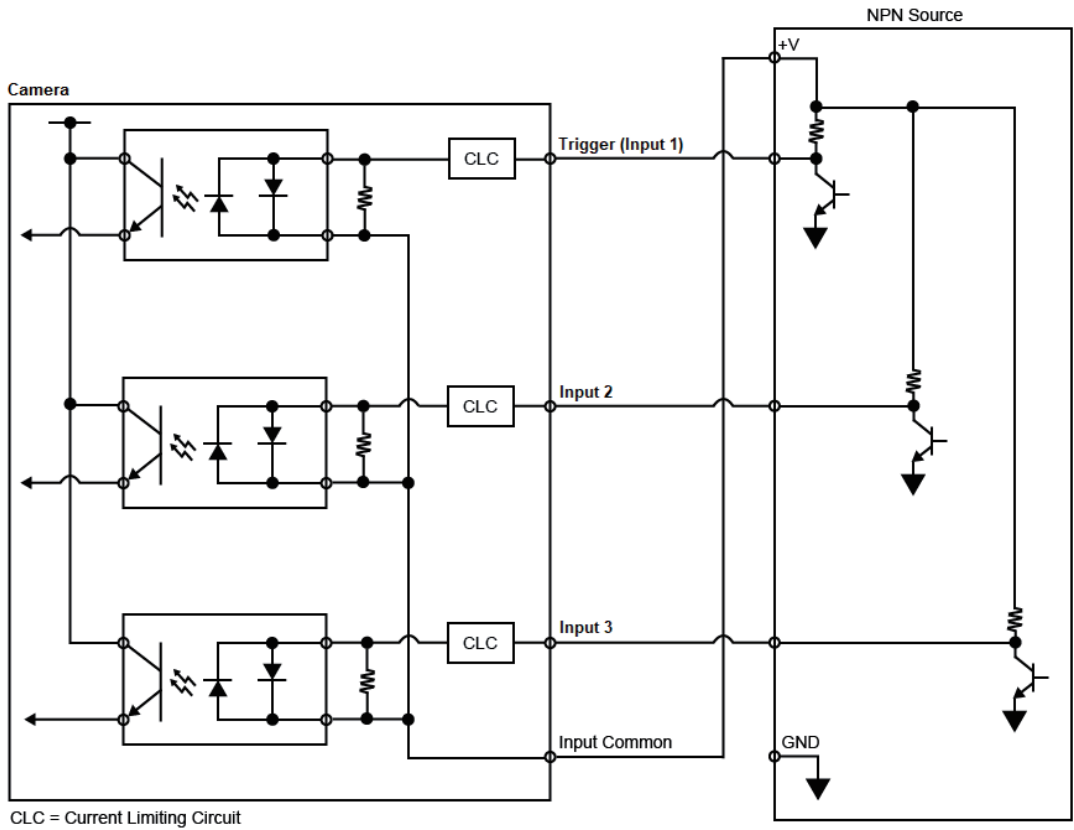 NPN Source
+V
Camera
CLC
Trigger (Input 1)
CLC
Input 2
CLC
Input 3
Input Common
GND
CLC = Current Limiting Circuit